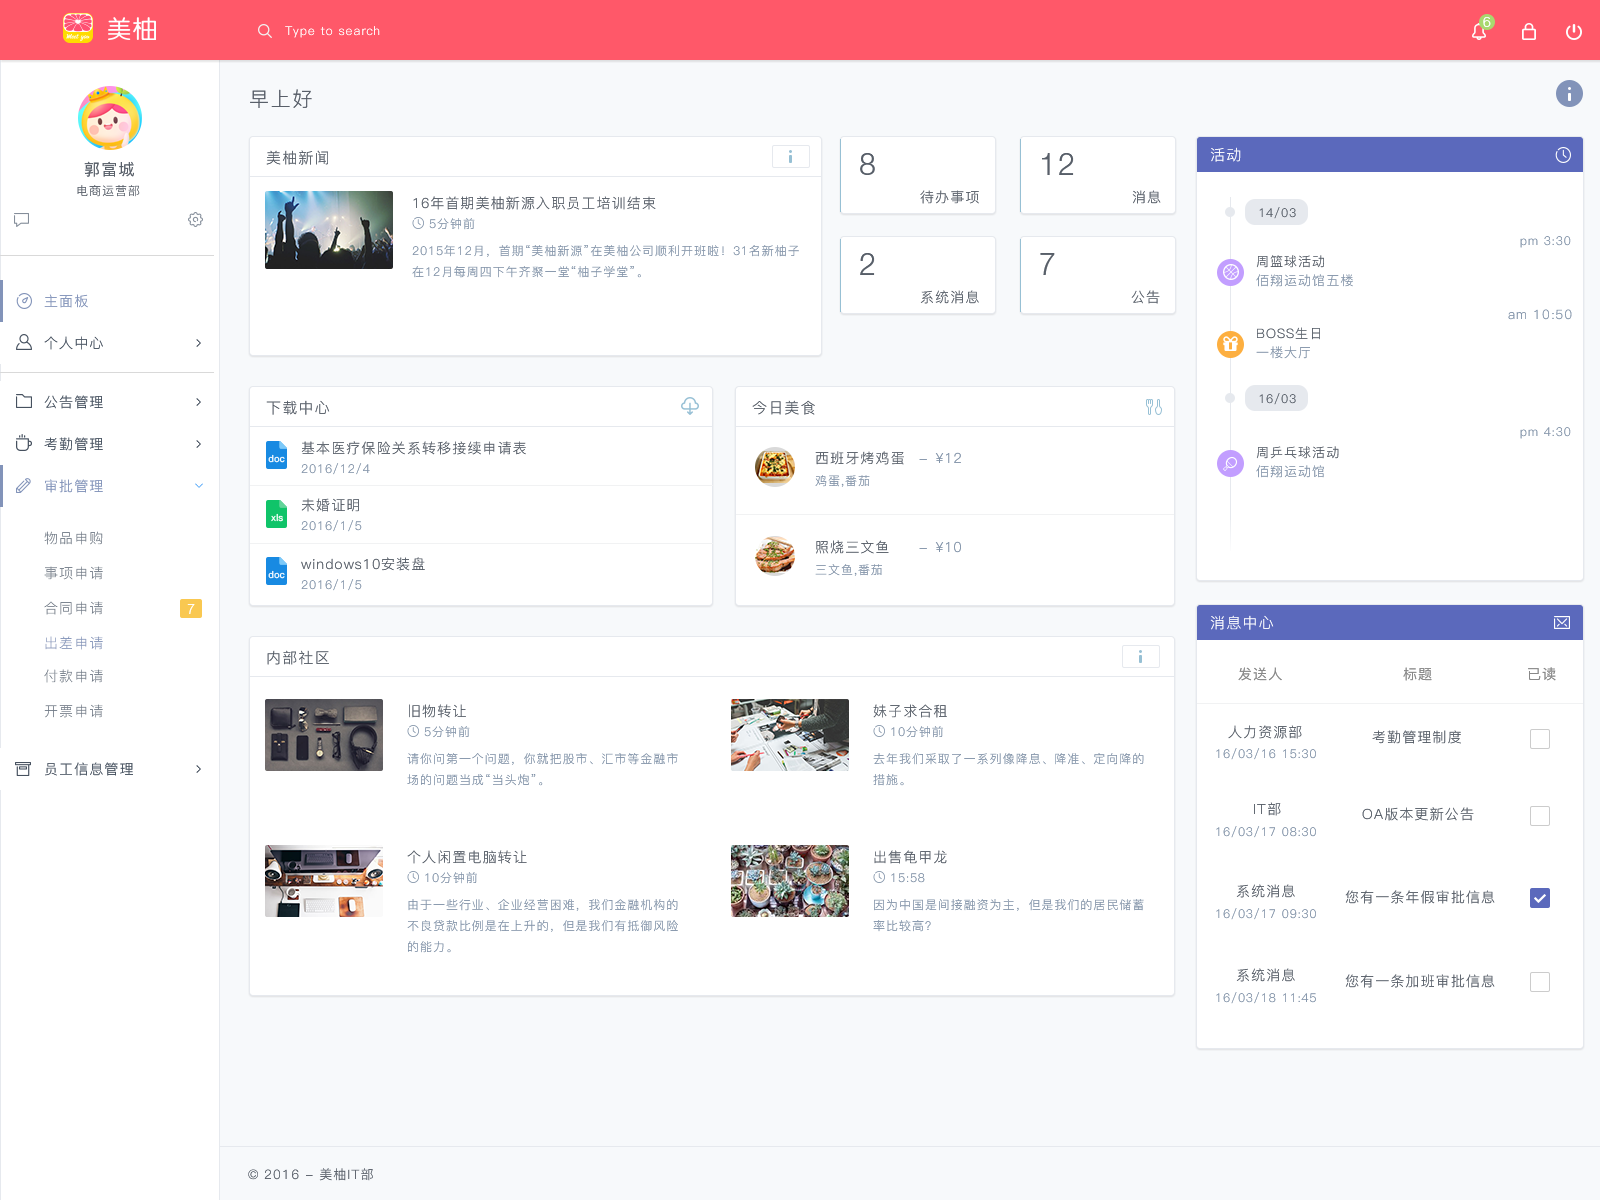 美柚
Type to search
6
郭富城
电商运营部
主面板
个人中心
公告管理
考勤管理
审批管理
物品申购
事项申请
合同申请
7
出差申请
付款申请
开票申请
员工信息管理
早上好
美柚新闻
16年首期美柚新源入职员工培训结束
5分钟前
2015年12月，首期“美柚新源”在美柚公司顺利开班啦！31名新柚子
在12月每周四下午齐聚一堂“柚子学堂”。
8
待办事项
12
消息
2
系统消息
7
公告
下载中心
doc
基本医疗保险关系转移接续申请表
2016/12/4
xls
未婚证明
2016/1/5
doc
windows10安装盘
2016/1/5
今日美食
西班牙烤鸡蛋 – ¥12
鸡蛋,番茄
照烧三文鱼 – ¥10
三文鱼,番茄
内部社区
旧物转让
5分钟前
请你问第一个问题，你就把股市、汇市等金融市
场的问题当成“当头炮”。
妹子求合租
10分钟前
去年我们采取了一系列像降息、降准、定向降的
措施。
个人闲置电脑转让
10分钟前
由于一些行业、企业经营困难，我们金融机构的
不良贷款比例是在上升的，但是我们有抵御风险
的能力。
出售龟甲龙
15:58
因为中国是间接融资为主，但是我们的居民储蓄
率比较高?
活动
14/03
pm 3:30
周篮球活动
佰翔运动馆五楼
am 10:50
BOSS生日
一楼大厅
16/03
pm 4:30
周乒乓球活动
佰翔运动馆
消息中心
发送人 标题 已读
人力资源部
16/03/16 15:30
考勤管理制度
IT部
16/03/17 08:30
OA版本更新公告
系统消息
16/03/17 09:30
您有一条年假审批信息
系统消息
16/03/18 11:45
您有一条加班审批信息
© 2016 – 美柚IT部